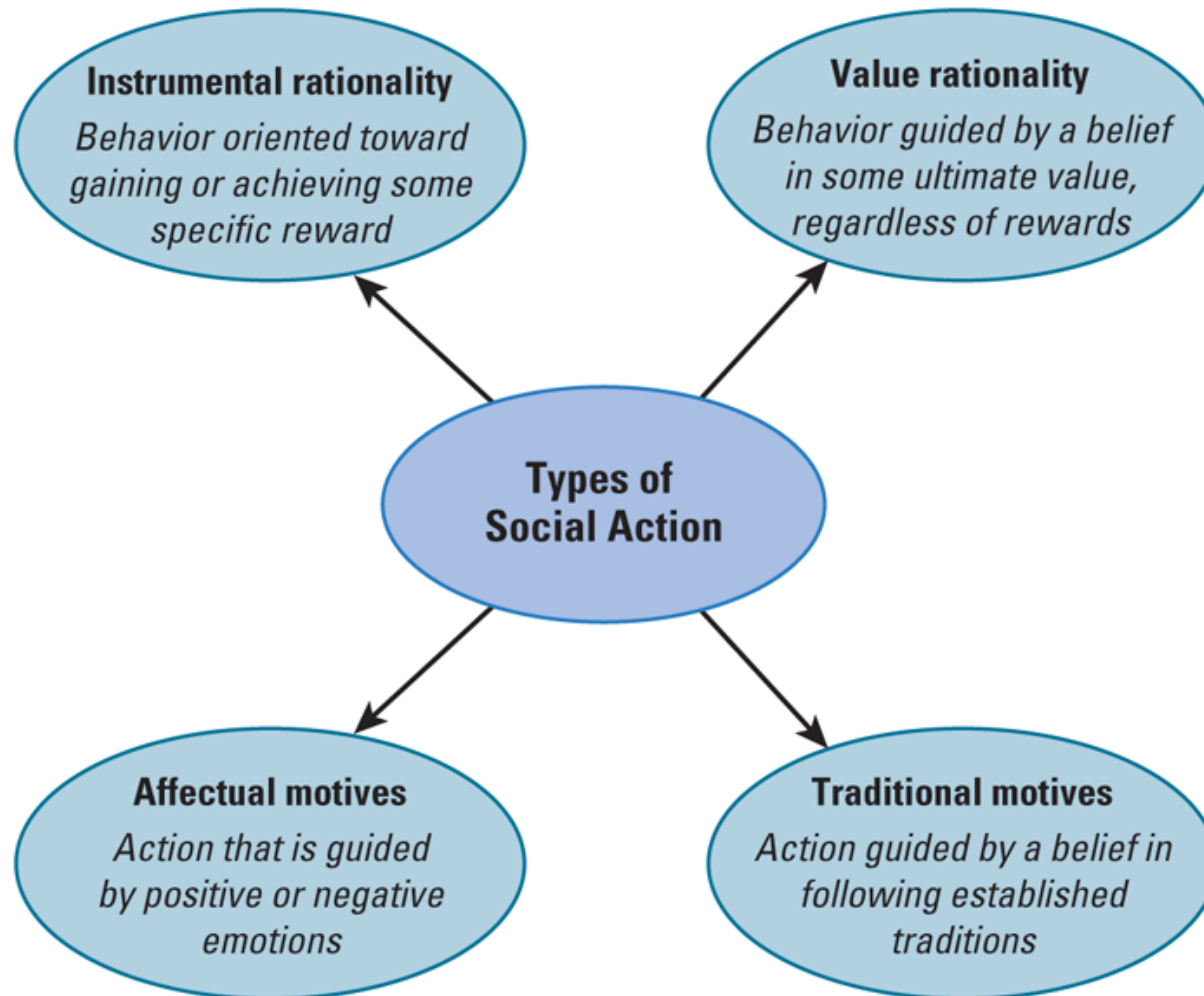 Instrumental rationality
Behavior oriented toward
gaining or achieving some
specific reward
Value rationality
Behavior guided by a belief
in some ultimate value,
regardless of rewards
Types of
Social Action
Affectual motives
Action that is guided
by positive or negative
emotions
Traditional motives
Action guided by a belief in
following established
traditions